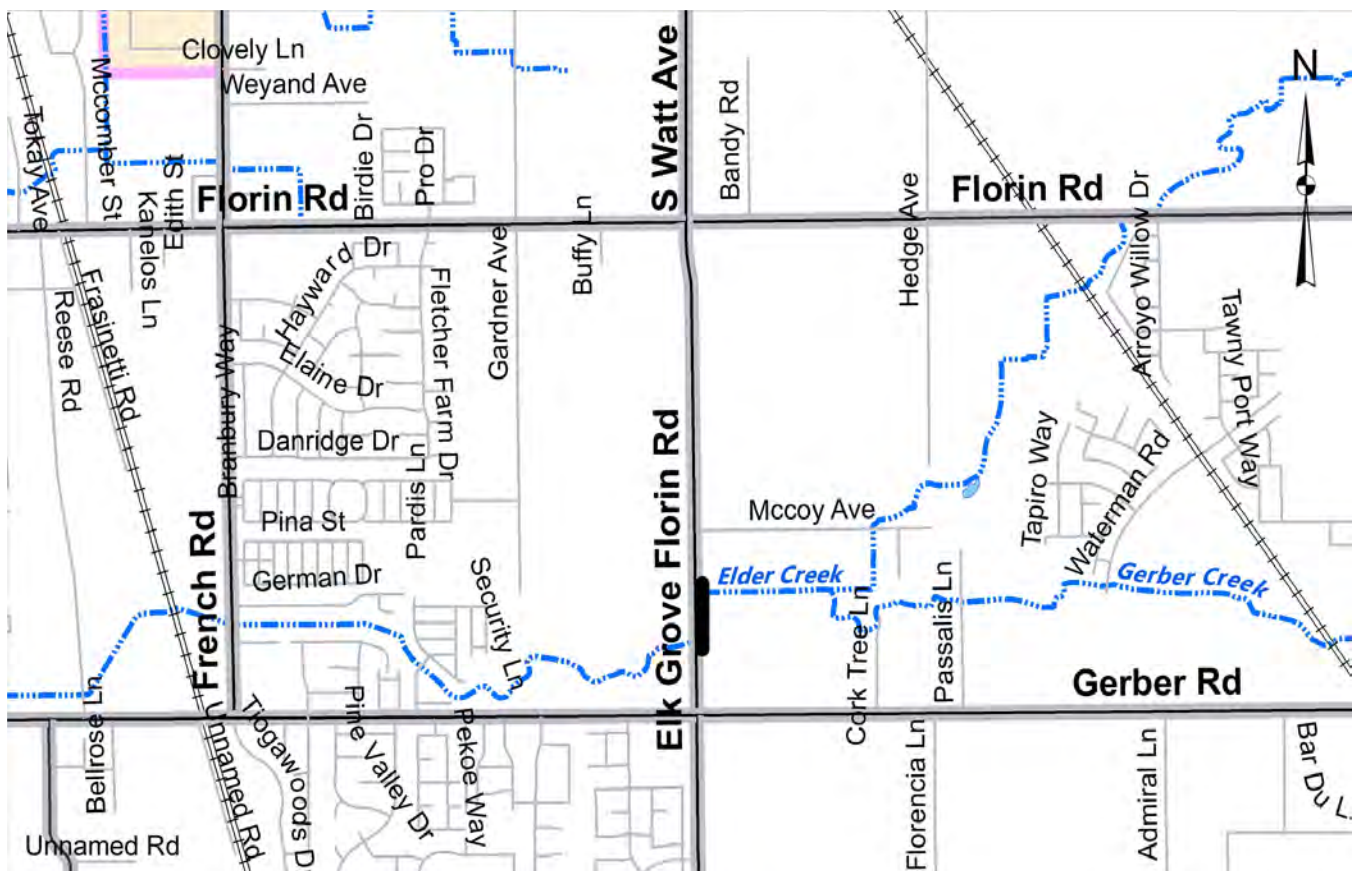 Clovely Ln
Weyand Ave
N
Mccomber St
Tokay Ave
Birdie Dr
Pro Dr
S Watt Ave
Bandy Rd
Edith St
Kanelos Ln
Florin Rd
Florin Rd
Hedge Ave
Arroyo Willow Dr
Buffy Ln
Gardner Ave
Hayward Dr
Fletcher Farm Dr
Reese Rd
Frasinetti Rd
Branbury Way
Elaine Dr
Tawny Port Way
Danridge Dr
Pardis Ln
Elk Grove Florin Rd
Tapiro Way
Waterman Rd
Mccoy Ave
Pina St
French Rd
German Dr
Security Ln
Elder Creek
Gerber Creek
Cork Tree Ln
Passalis Ln
Gerber Rd
Bellrose Ln
Unnamed Rd
Tiogawoods D
Pine Valley Dr
Pekoe Way
Florencia Ln
Admiral Ln
Bar Du L
Unnamed Rd